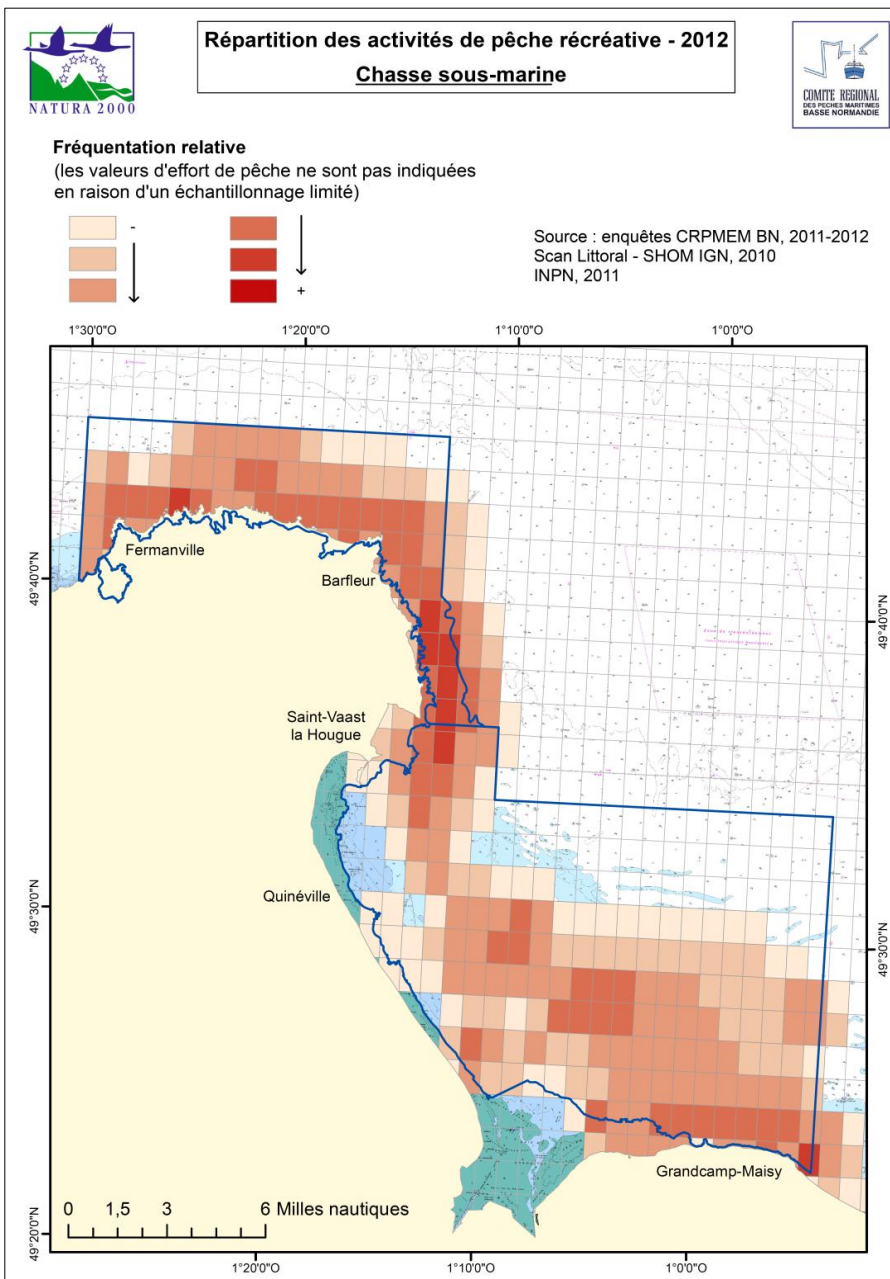 NATURA 2000
Répartition des activités de pêche récréative - 2012
Chasse sous-marine
COMITE REGIONAL
DES PECHES MARITIMES
BASSE NORMANDIE
Fréquentation relative
(les valeurs d'effort de pêche ne sont pas indiquées
en raison d'un échantillonnage limité)
-
+
Source : enquêtes CRPMEM BN, 2011-2012
Scan Littoral - SHOM IGN, 2010
INPN, 2011
1°30'0"O 1°20'0"O 1°10'0"O 1°0'0"O
Fermanville
Barfleur
49°40'0"N
49°40'0"N
Saint-Vaast
la Hougue
Quinéville
49°30'0"N
49°30'0"N
Grandcamp-Maisy
0 1,5 3 6 Milles nautiques
49°20'0"N
1°20'0"O 1°10'0"O 1°0'0"O